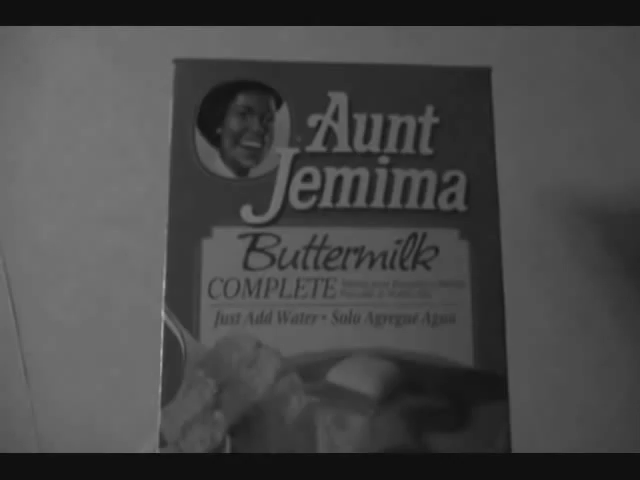 Aunt
Jemima
Buttermilk
COMPLETE
Just Add Water • Solo Agregue Agua